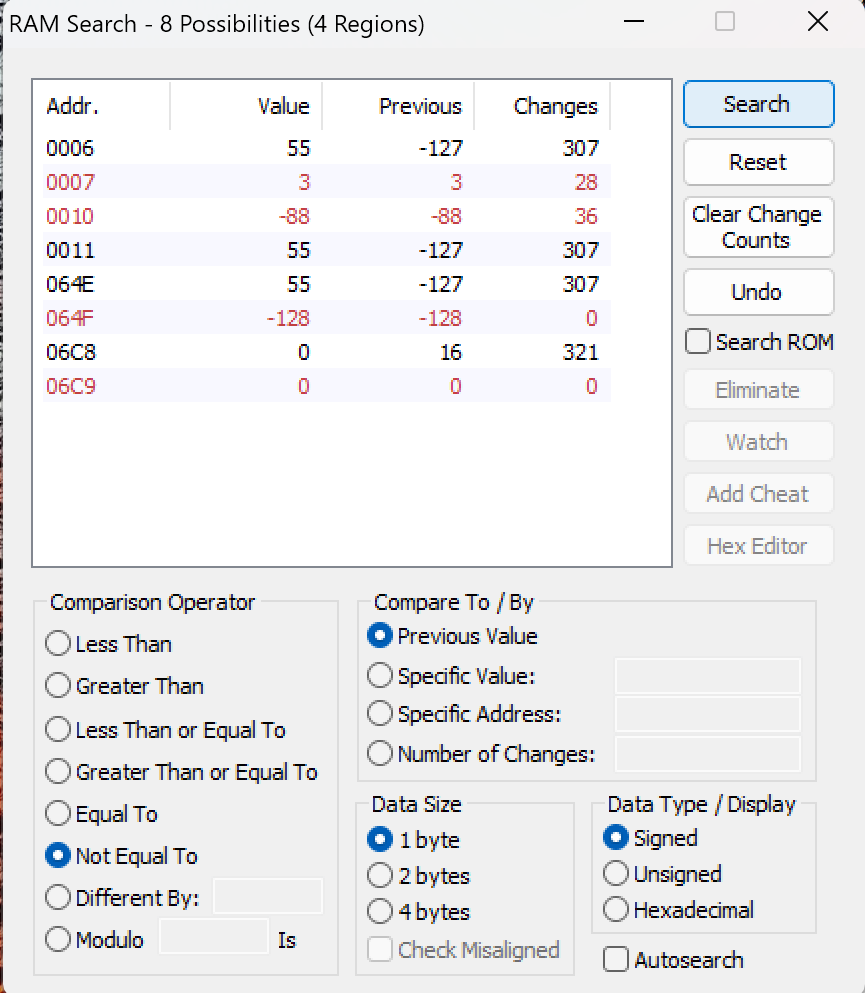 RAM Search - 8 Possibilities (4 Regions)
Addr. Value Previous Changes
0006 55 -127 307
0007 3 3 28
0010 -88 -88 36
0011 55 -127 307
064E 55 -127 307
064F -128 -128 0
06C8 0 16 321
06C9 0 0 0
Search
Reset
Clear Change
Counts
Undo
Search ROM
Eliminate
Watch
Add Cheat
Hex Editor
Comparison Operator
Less Than
Greater Than
Less Than or Equal To
Greater Than or Equal To
Equal To
Not Equal To
Different By:
Modulo Is
Compare To / By
Previous Value
Specific Value:
Specific Address:
Number of Changes:
Data Size
1 byte
2 bytes
4 bytes
Check Misaligned
Data Type / Display
Signed
Unsigned
Hexadecimal
Autosearch